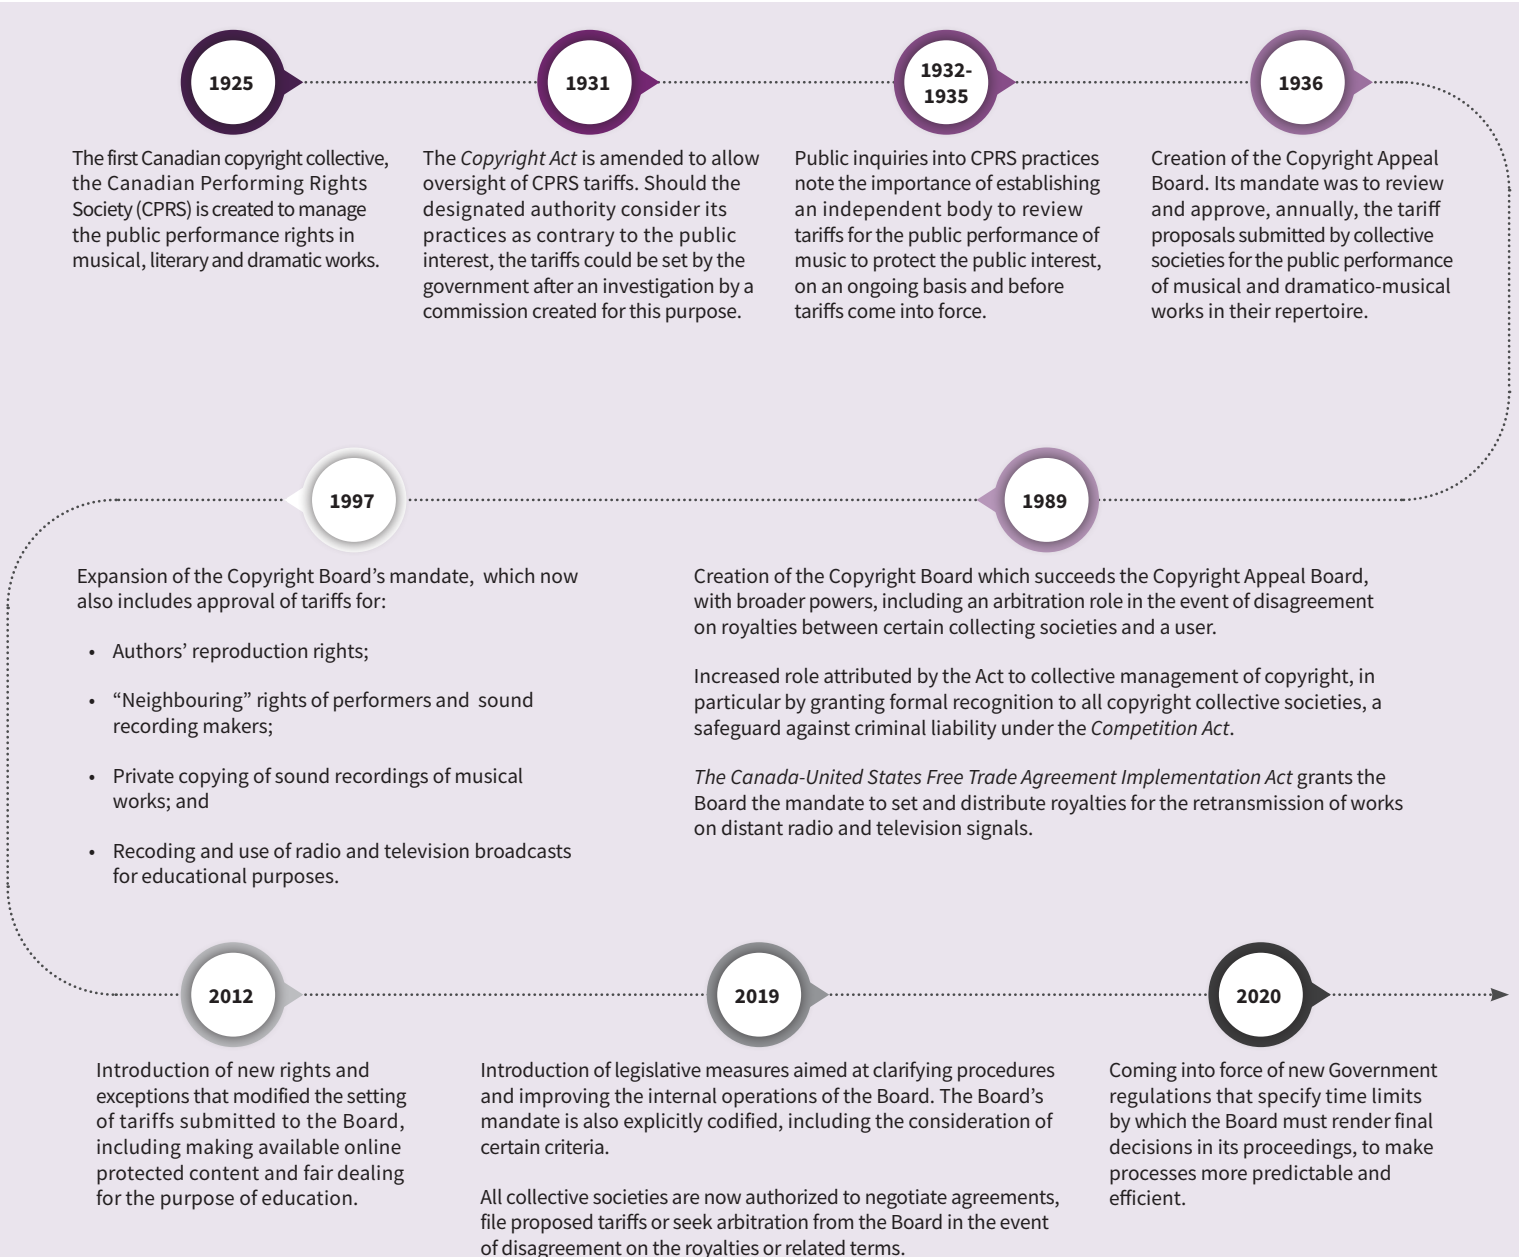 1925
The first Canadian copyright collective,
the Canadian Performing Rights
Society (CPRS) is created to manage
the public performance rights in
musical, literary and dramatic works.
1931
The Copyright Act is amended to allow
oversight of CPRS tariffs. Should the
designated authority consider its
practices as contrary to the public
interest, the tariffs could be set by the
government after an investigation by a
commission created for this purpose.
1932-
1935
Public inquiries into CPRS practices
note the importance of establishing
an independent body to review
tariffs for the public performance of
music to protect the public interest,
on an ongoing basis and before
tariffs come into force.
1936
Creation of the Copyright Appeal
Board. Its mandate was to review
and approve, annually, the tariff
proposals submitted by collective
societies for the public performance
of musical and dramatico-musical
works in their repertoire.
1989
Creation of the Copyright Board which succeeds the Copyright Appeal Board,
with broader powers, including an arbitration role in the event of disagreement
on royalties between certain collecting societies and a user.
Increased role attributed by the Act to collective management of copyright, in
particular by granting formal recognition to all copyright collective societies, a
safeguard against criminal liability under the Competition Act.
The Canada-United States Free Trade Agreement Implementation Act grants the
Board the mandate to set and distribute royalties for the retransmission of works
on distant radio and television signals.
1997
Expansion of the Copyright Board's mandate, which now
also includes approval of tariffs for:
• Authors' reproduction rights;
• "Neighbouring" rights of performers and sound
recording makers;
• Private copying of sound recordings of musical
works; and
• Recoding and use of radio and television broadcasts
for educational purposes.
2012
Introduction of new rights and
exceptions that modified the setting
of tariffs submitted to the Board,
including making available online
protected content and fair dealing
for the purpose of education.
2019
Introduction of legislative measures aimed at clarifying procedures
and improving the internal operations of the Board. The Board's
mandate is also explicitly codified, including the consideration of
certain criteria.
All collective societies are now authorized to negotiate agreements,
file proposed tariffs or seek arbitration from the Board in the event
of disagreement on the royalties or related terms.
2020
Coming into force of new Government
regulations that specify time limits
by which the Board must render final
decisions in its proceedings, to make
processes more predictable and
efficient.